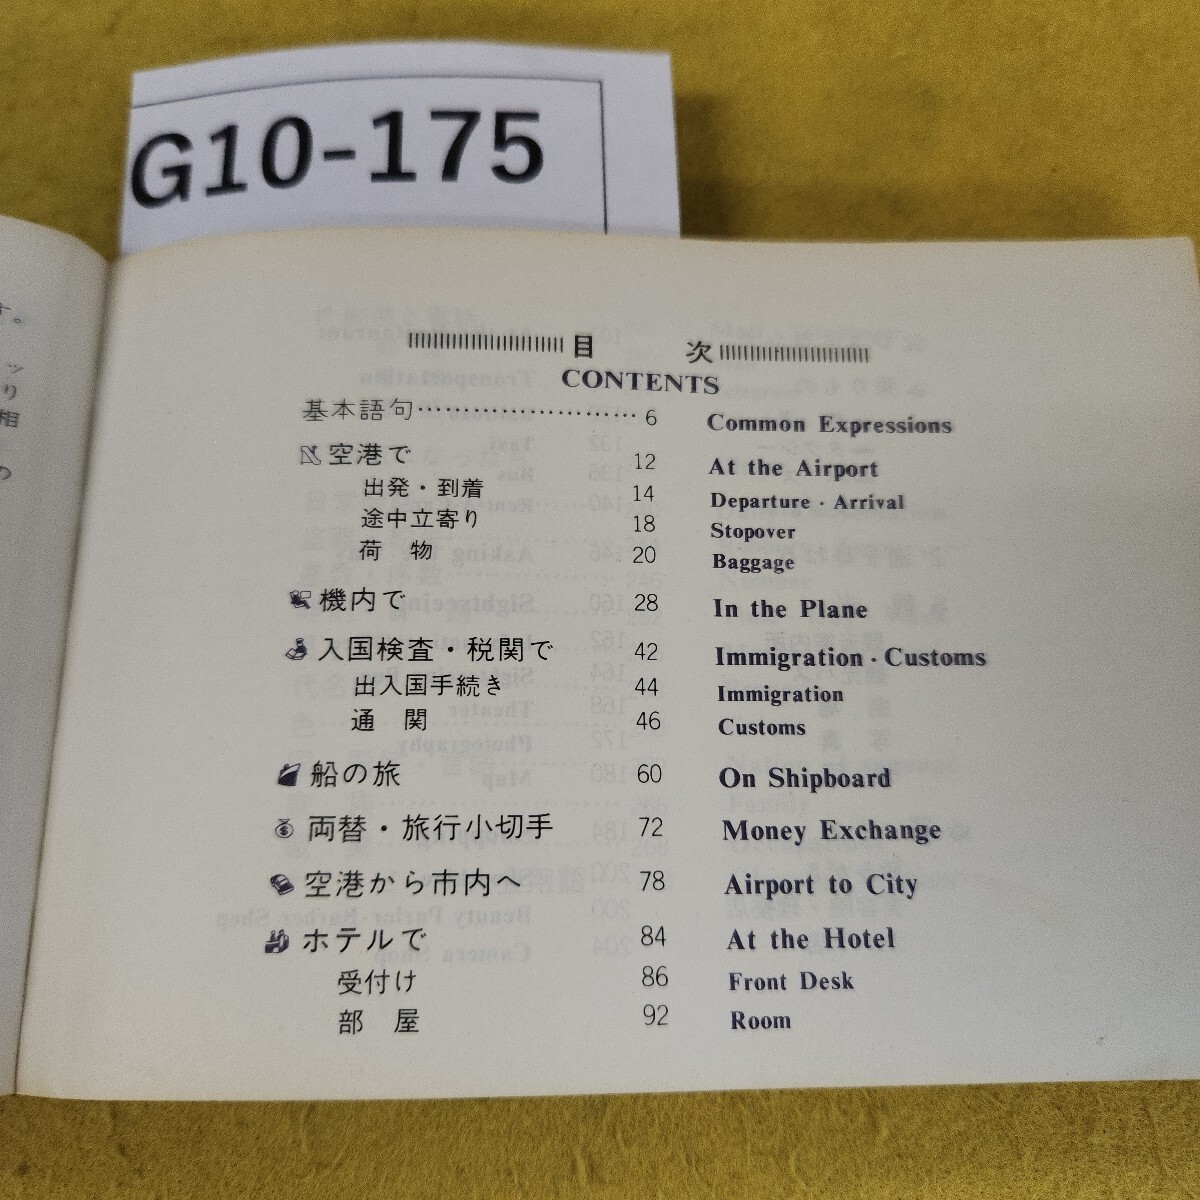 G10-175
す。
ッ
り
相
の
目 次
CONTENTS
基本語句……………………6 Common Expressions
空港で 12 At the Airport
出発・到着 14 Departure・Arrival
途中立寄り 18 Stopover
荷 物 20 Baggage
機内で 28 In the Plane
入国検査・税関で 42 Immigration・Customs
出入国手続き 44 Immigration
通 関 46 Customs
船の旅 60 On Shipboard
両替・旅行小切手 72 Money Exchange
空港から市内へ 78 Airport to City
ホテルで 84 At the Hotel
受付け 86 Front Desk
部 屋 92 Room